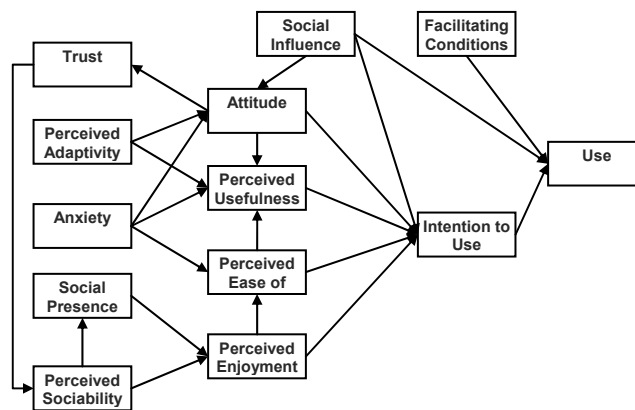 Social
Influence
Facilitating
Conditions
Trust
Attitude
Perceived
Adaptivity
Use
Perceived
Usefulness
Anxiety
Intention to
Use
Perceived
Ease of
Social
Presence
Perceived
Enjoyment
Perceived
Sociability